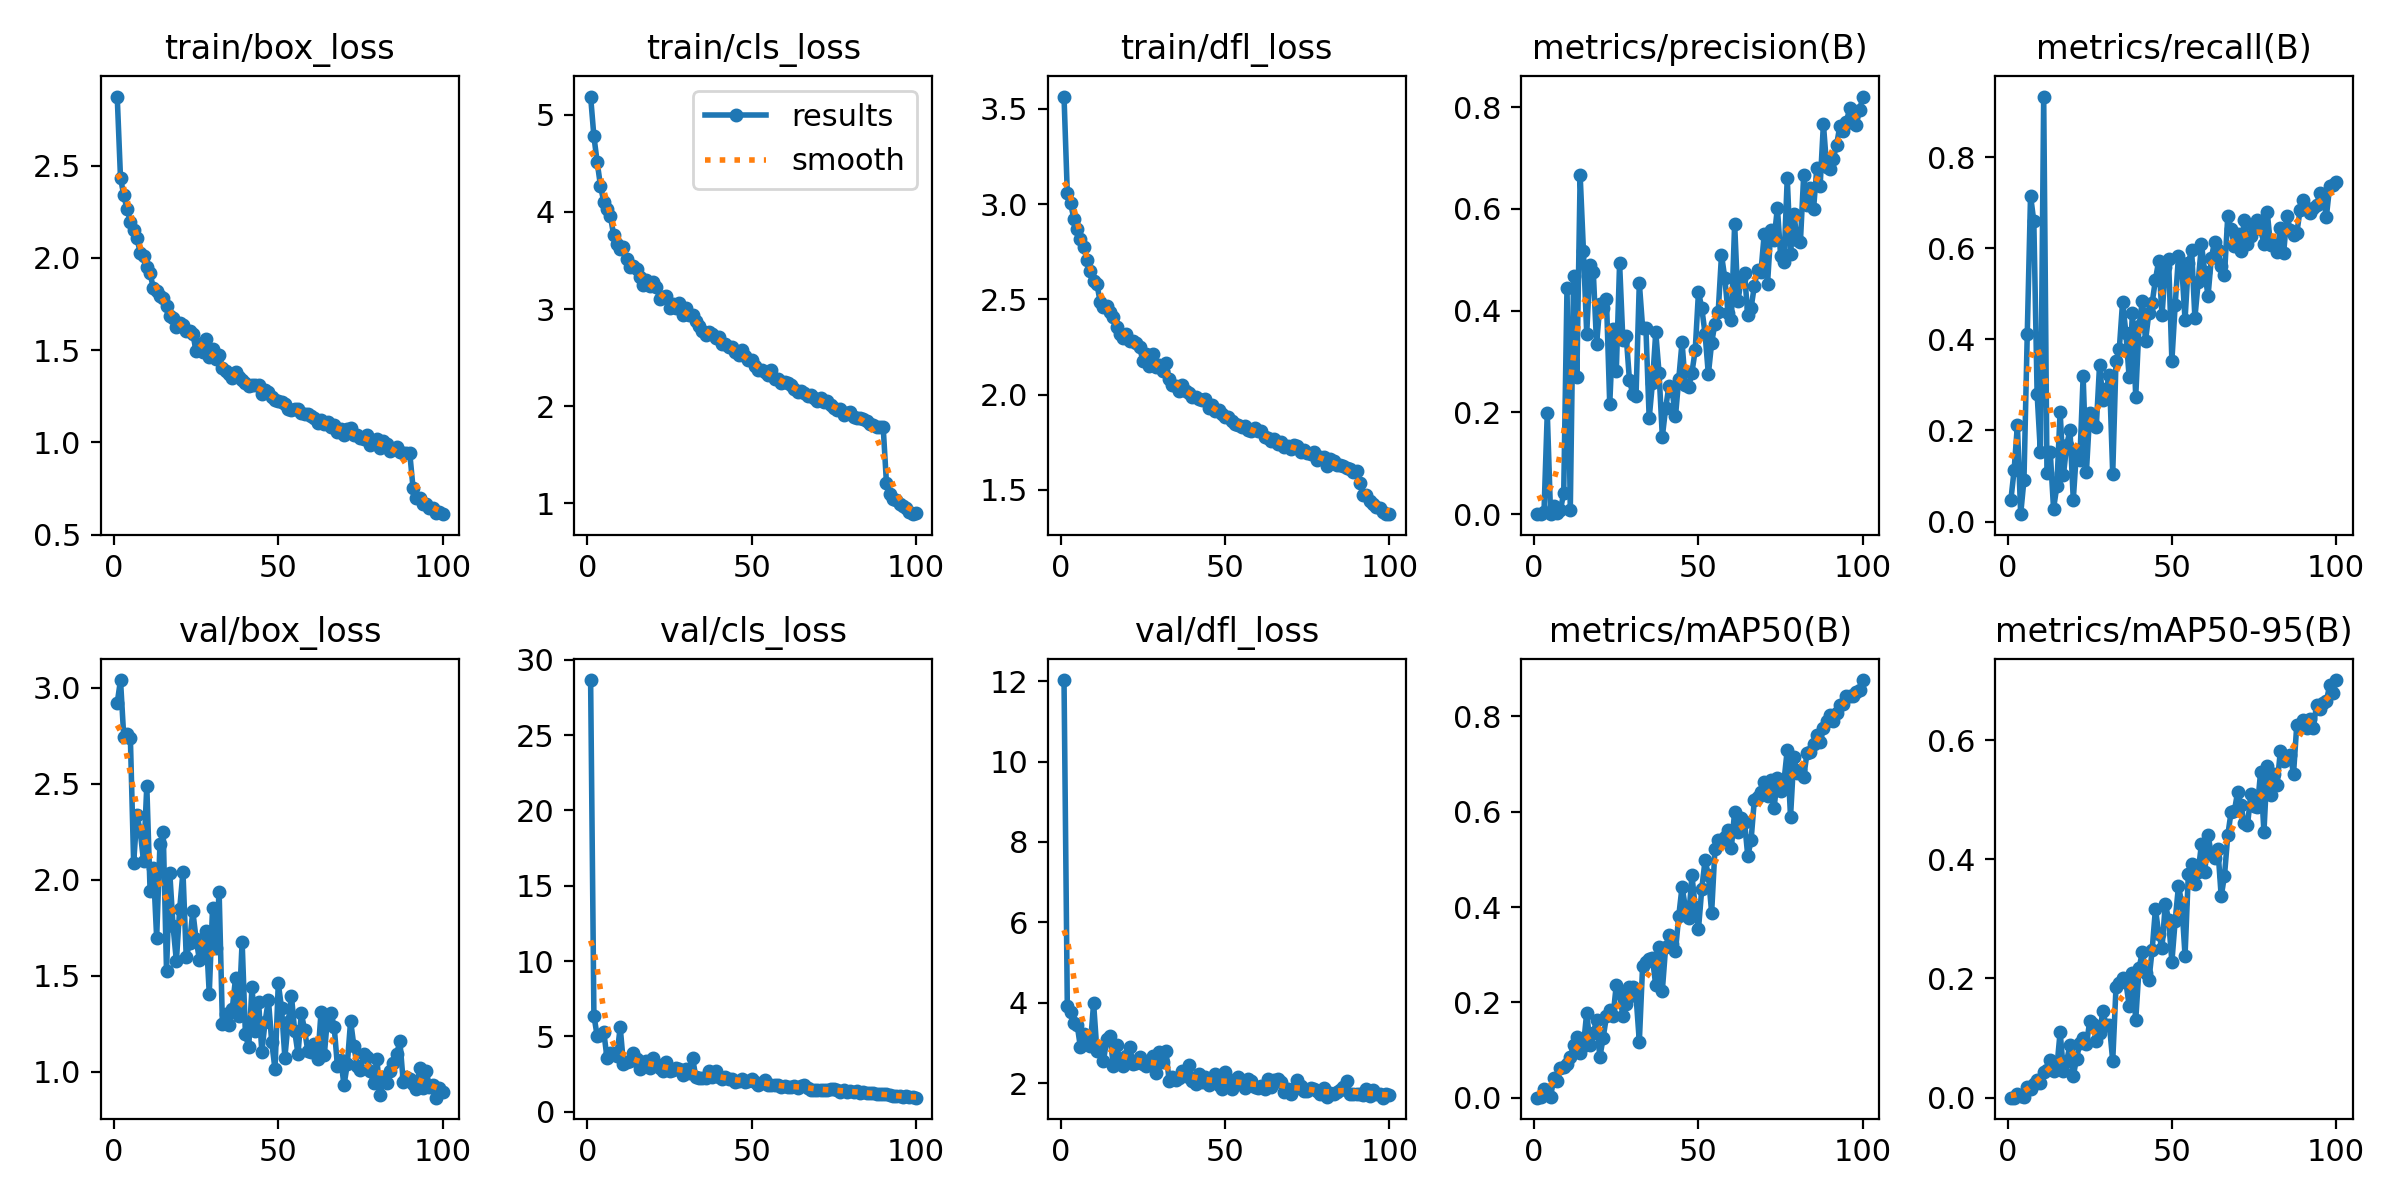 train/box_loss
train/cls_loss
train/dfl_loss
metrics/precision(B)
metrics/recall(B)
2.5
2.0
1.5
1.0
0.5
0 50 100
results
smooth
5
4
3
2
1
0 50 100
3.5
3.0
2.5
2.0
1.5
0 50 100
0.8
0.6
0.4
0.2
0.0
0 50 100
0.8
0.6
0.4
0.2
0.0
0 50 100
val/box_loss
val/cls_loss
val/dfl_loss
metrics/mAP50(B)
metrics/mAP50-95(B)
3.0
2.5
2.0
1.5
1.0
0 50 100
30
25
20
15
10
5
0
0 50 100
12
10
8
6
4
2
0 50 100
0.8
0.6
0.4
0.2
0.0
0 50 100
0.6
0.4
0.2
0.0
0 50 100